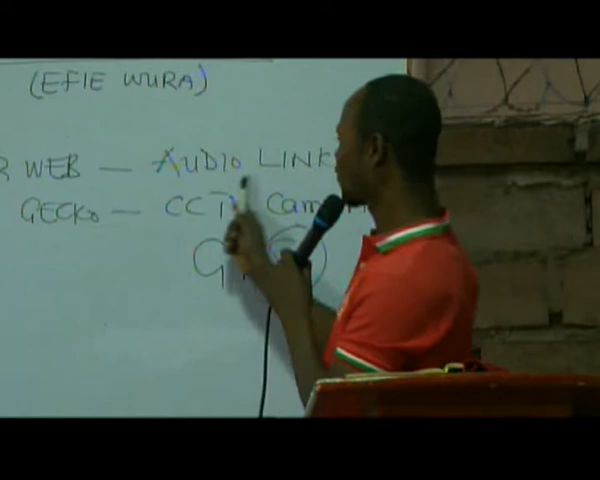 (EFIE WURA)
WEB — AUDIO LINK
GECKO — CCTV Cam